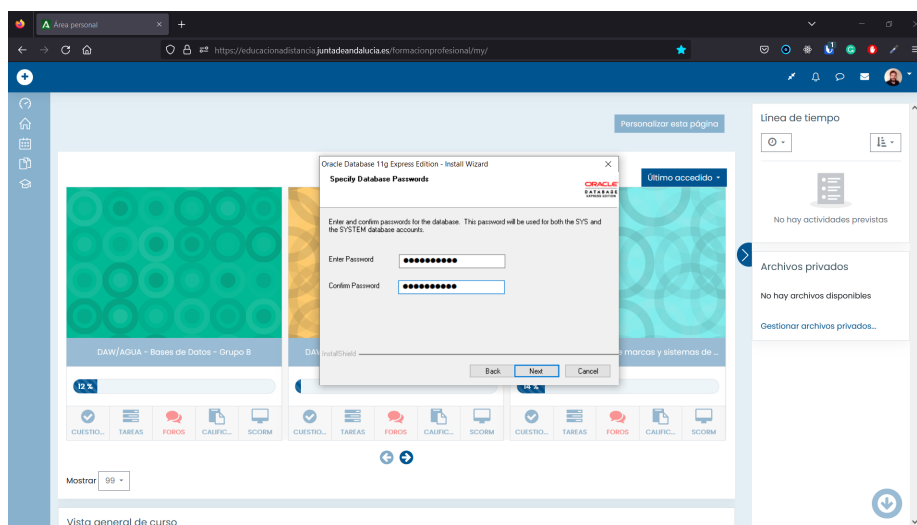 Área personal
https://educacionadistancia.juntadeandalucia.es/formacionprofesional/my/
1
Personalizar esta página
Último accedido
Oracle Database 11g Express Edition - Install Wizard
Specify Database Passwords
ORACLE
DATABASE
EXPRESS EDITION
Enter and confirm passwords for the database. This password will be used for both the SYS and
the SYSTEM database accounts.
Enter Password
Confirm Password
InstallShield
Back Next Cancel
DAW/AGUA - Bases de Datos - Grupo B
DAW
marcas y sistemas de ...
12 %
14 %
CUESTIO... TAREAS FOROS CALIFIC... SCORM
CUESTIO... TAREAS FOROS CALIFIC... SCORM
CUESTIO... TAREAS FOROS CALIFIC... SCORM
Mostrar 99
Vista general de curso
Línea de tiempo
No hay actividades previstas
Archivos privados
No hay archivos disponibles
Gestionar archivos privados...